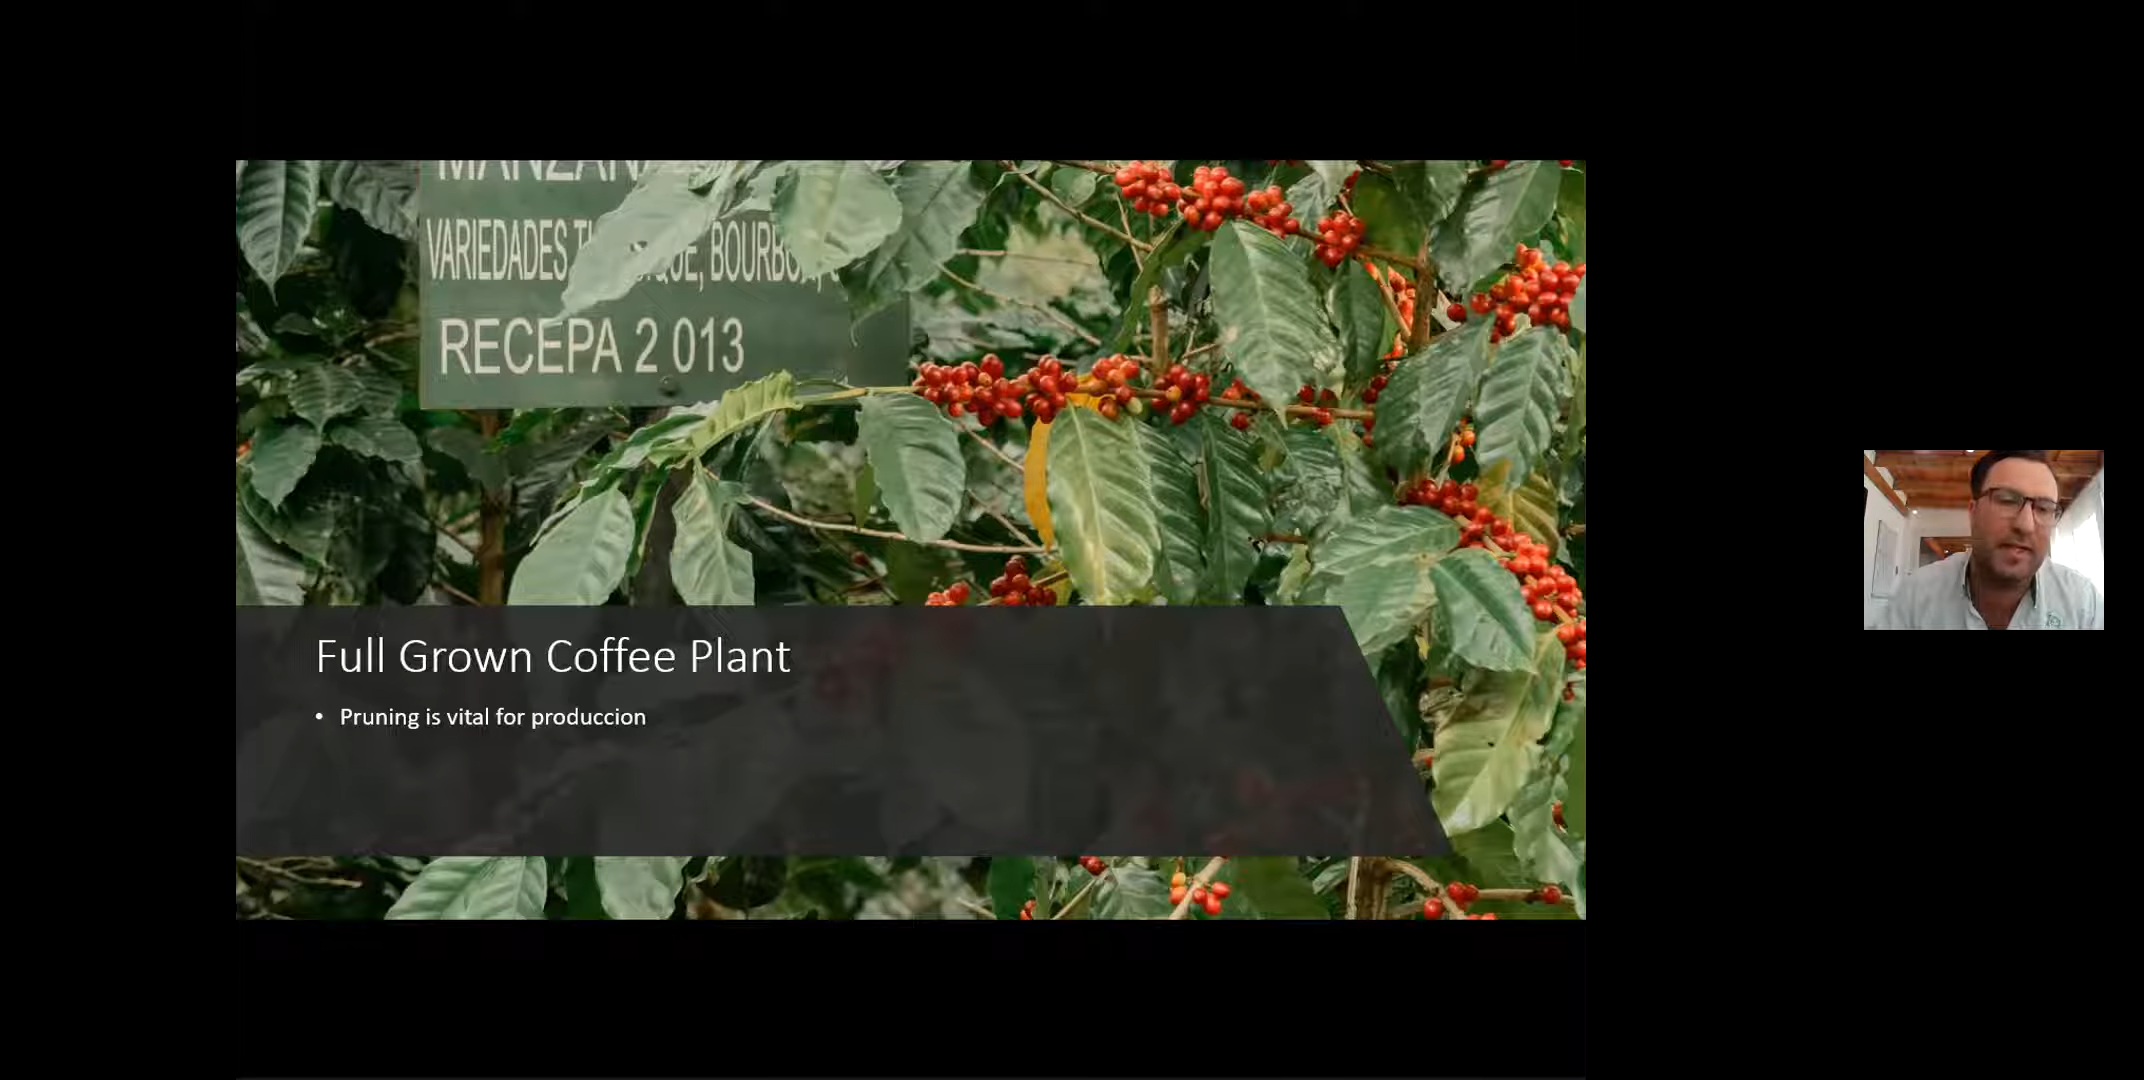 VARIEDADES
RECEPA 2 013
Full Grown Coffee Plant
• Pruning is vital for produccion